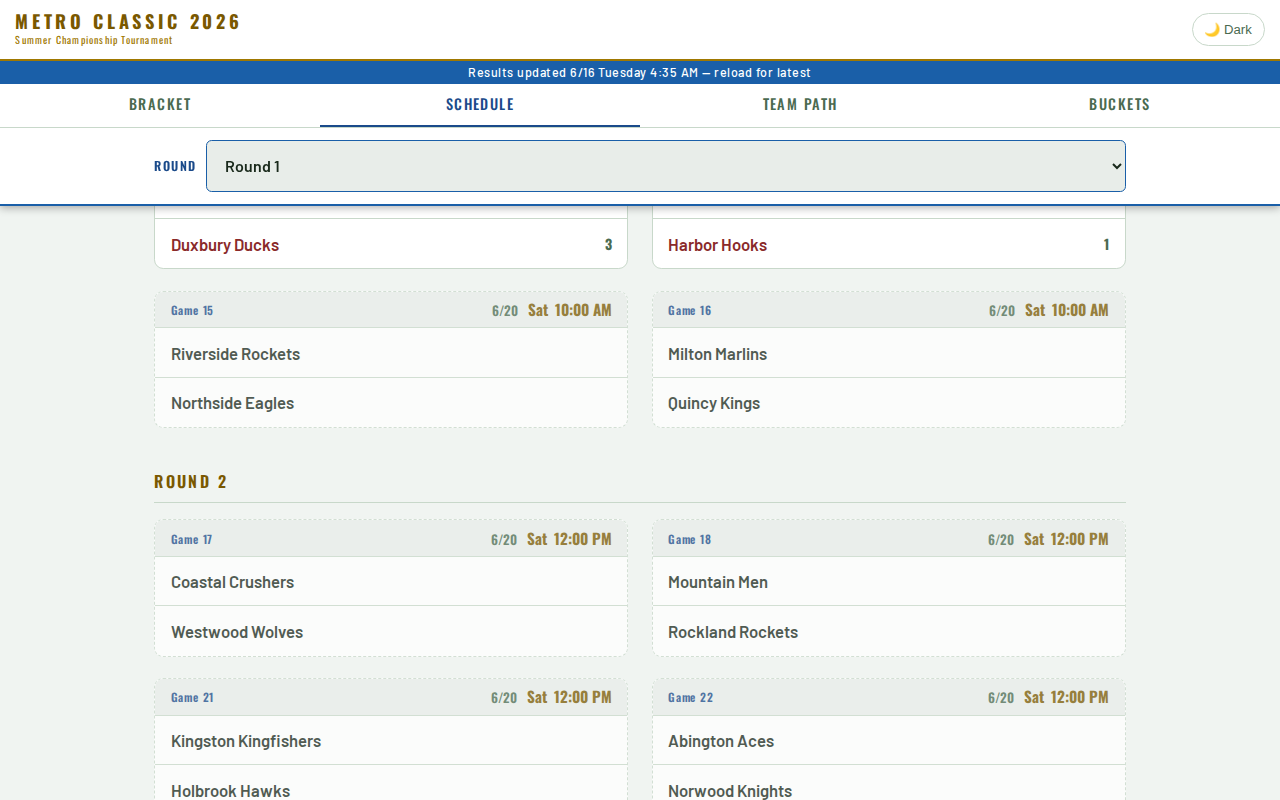 METRO CLASSIC 2026
Summer Championship Tournament
🌙 Dark
Results updated 6/16 Tuesday 4:35 AM — reload for latest
BRACKET SCHEDULE TEAM PATH BUCKETS
ROUND Round 1
Duxbury Ducks 3
Harbor Hooks 1
Game 15 6/20 Sat 10:00 AM
Riverside Rockets
Northside Eagles
Game 16 6/20 Sat 10:00 AM
Milton Marlins
Quincy Kings
ROUND 2
Game 17 6/20 Sat 12:00 PM
Coastal Crushers
Westwood Wolves
Game 18 6/20 Sat 12:00 PM
Mountain Men
Rockland Rockets
Game 21 6/20 Sat 12:00 PM
Kingston Kingfishers
Holbrook Hawks
Game 22 6/20 Sat 12:00 PM
Abington Aces
Norwood Knights